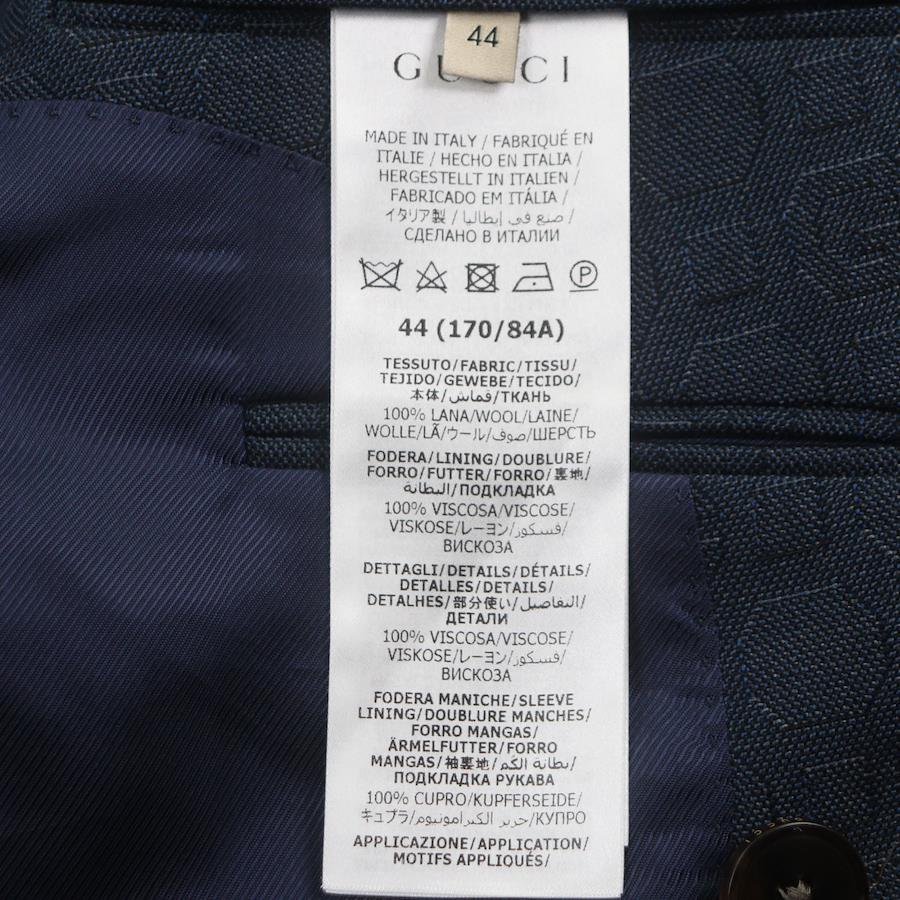 44
GUCCI
MADE IN ITALY / FABRIQUÉ EN
ITALIE / HECHO EN ITALIA /
HERGESTELLT IN ITALIEN /
FABRICADO EM ITÁLIA /
イタリア製 / صنع في إيطاليا /
СДЕЛАНО В ИТАЛИИ
P
44 (170/84A)
TESSUTO/FABRIC/TISSU/
TEJIDO/GEWEBE/TECIDO/
本体/قماش/ТКАНЬ
100% LANA/WOOL/LAINE/
WOLLE/LÃ/ウール/صوف/ШЕРСТЬ
FODERA/LINING/DOUBLURE/
FORRO/FUTTER/FORRO/裏地/
البطانة/ПОДКЛАДКА
100% VISCOSA/VISCOSE/
VISKOSE/レーヨン/فسكوز/
ВИСКОЗА
DETTAGLI/DETAILS/DÉTAILS/
DETALLES/DETAILS/
DETALHES/部分使い/التفاصيل/
ДЕТАЛИ
100% VISCOSA/VISCOSE/
VISKOSE/レーヨン/فسكوز/
ВИСКОЗА
FODERA MANICHE/SLEEVE
LINING/DOUBLURE MANCHES/
FORRO MANGAS/
ÄRMELFUTTER/FORRO
MANGAS/袖裏地/بطانة الكم/
ПОДКЛАДКА РУКАВА
100% CUPRO/KUPFERSEIDE/
キュプラ/حرير الكبرامونيوم/КУПРО
APPLICAZIONE/APPLICATION/
MOTIFS APPLIQUÉS/